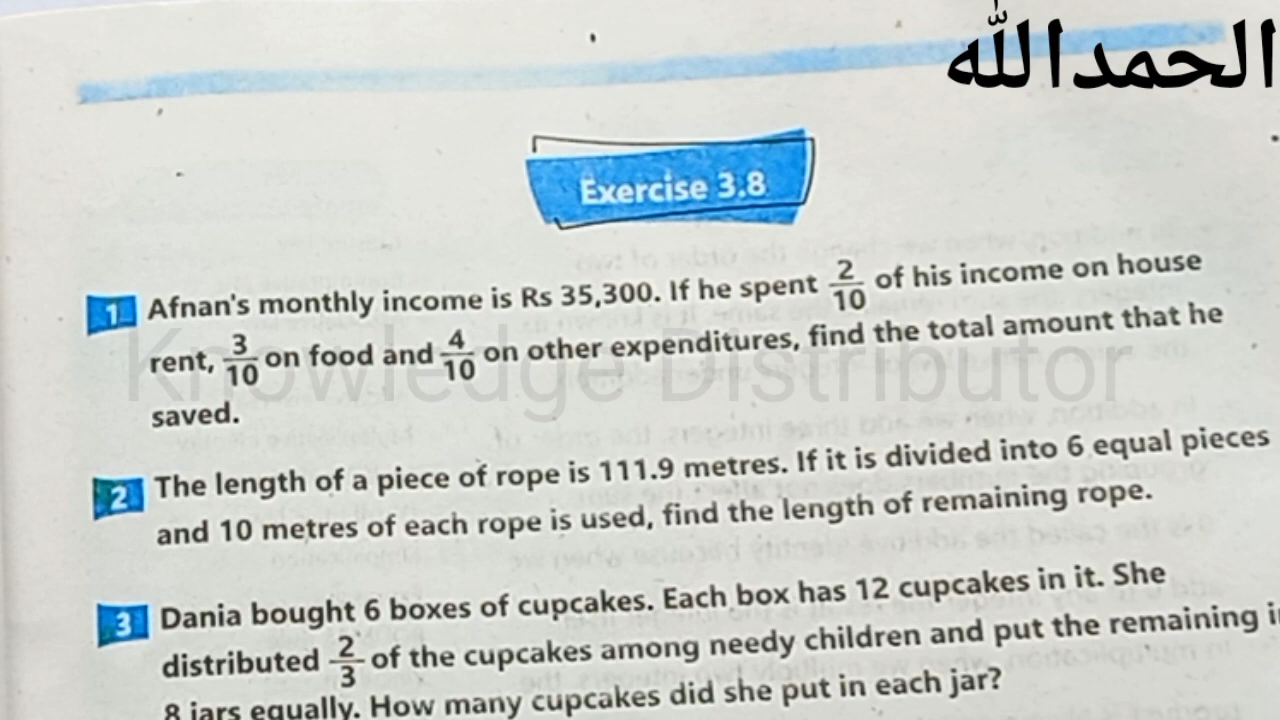 الحمدالله
Exercise 3.8
1 Afnan's monthly income is Rs 35,300. If he spent 2/10 of his income on house
rent, 3/10 on food and 4/10 on other expenditures, find the total amount that he
saved.
Knowledge Distributor
2 The length of a piece of rope is 111.9 metres. If it is divided into 6 equal pieces
and 10 metres of each rope is used, find the length of remaining rope.
3 Dania bought 6 boxes of cupcakes. Each box has 12 cupcakes in it. She
distributed 2/3 of the cupcakes among needy children and put the remaining in
8 jars equally. How many cupcakes did she put in each jar?